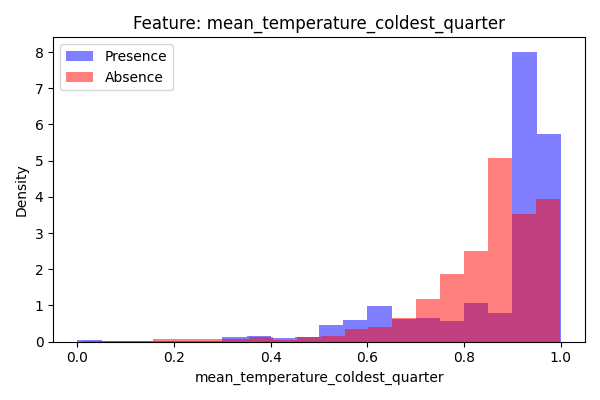 Feature: mean_temperature_coldest_quarter
Presence
Absence
Density
8
7
6
5
4
3
2
1
0
0.0 0.2 0.4 0.6 0.8 1.0
mean_temperature_coldest_quarter